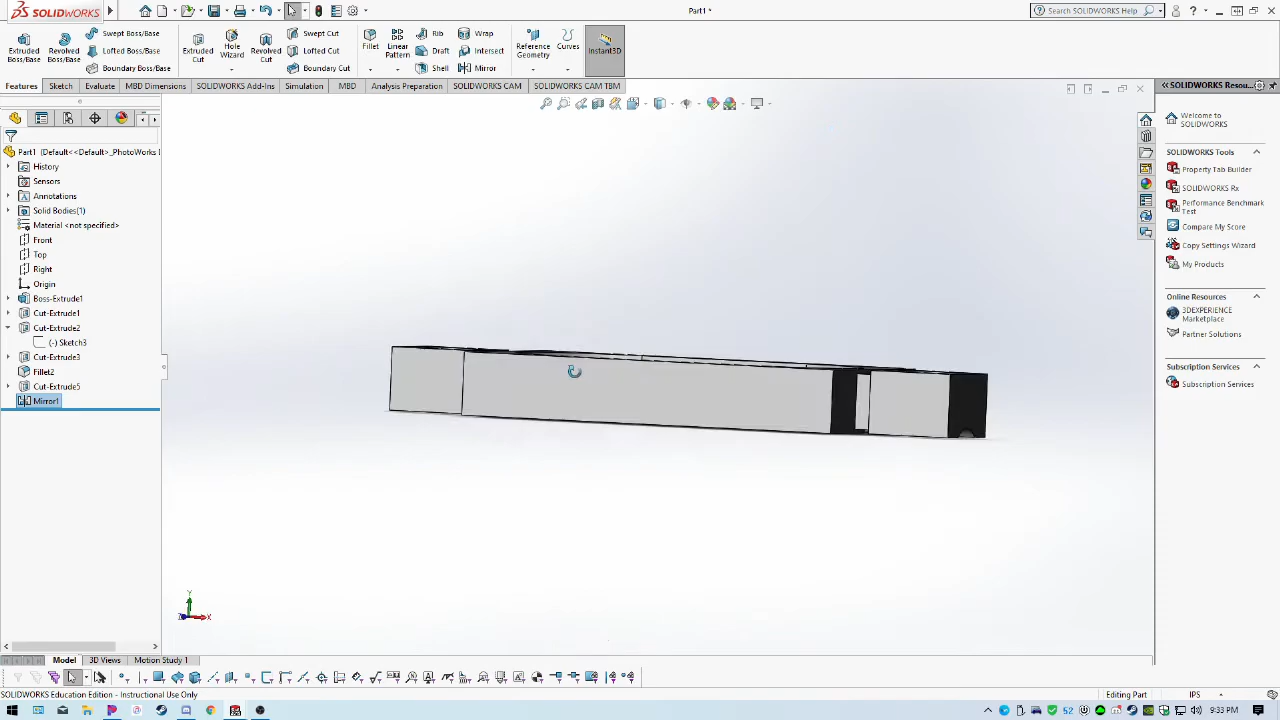 SOLIDWORKS
Part1 *
Search SOLIDWORKS Help
Extruded Boss/Base
Revolved Boss/Base
Swept Boss/Base
Lofted Boss/Base
Boundary Boss/Base
Extruded Cut
Hole Wizard
Revolved Cut
Swept Cut
Lofted Cut
Boundary Cut
Fillet
Linear Pattern
Rib
Draft
Shell
Wrap
Intersect
Mirror
Reference Geometry
Curves
Instant3D
Features
Sketch
Evaluate
MBD Dimensions
SOLIDWORKS Add-Ins
Simulation
MBD
Analysis Preparation
SOLIDWORKS CAM
SOLIDWORKS CAM TBM
Part1 (Default<<Default>_PhotoWorks
History
Sensors
Annotations
Solid Bodies(1)
Material <not specified>
Front
Top
Right
Origin
Boss-Extrude1
Cut-Extrude1
Cut-Extrude2
(-) Sketch3
Cut-Extrude3
Fillet2
Cut-Extrude5
Mirror1
Y
X
Z
SOLIDWORKS Resou...
Welcome to
SOLIDWORKS
SOLIDWORKS Tools
Property Tab Builder
SOLIDWORKS Rx
Performance Benchmark
Test
Compare My Score
Copy Settings Wizard
My Products
Online Resources
3DEXPERIENCE
Marketplace
Partner Solutions
Subscription Services
Subscription Services
Model
3D Views
Motion Study 1
SOLIDWORKS Education Edition - Instructional Use Only
Editing Part
IPS
52
9:33 PM